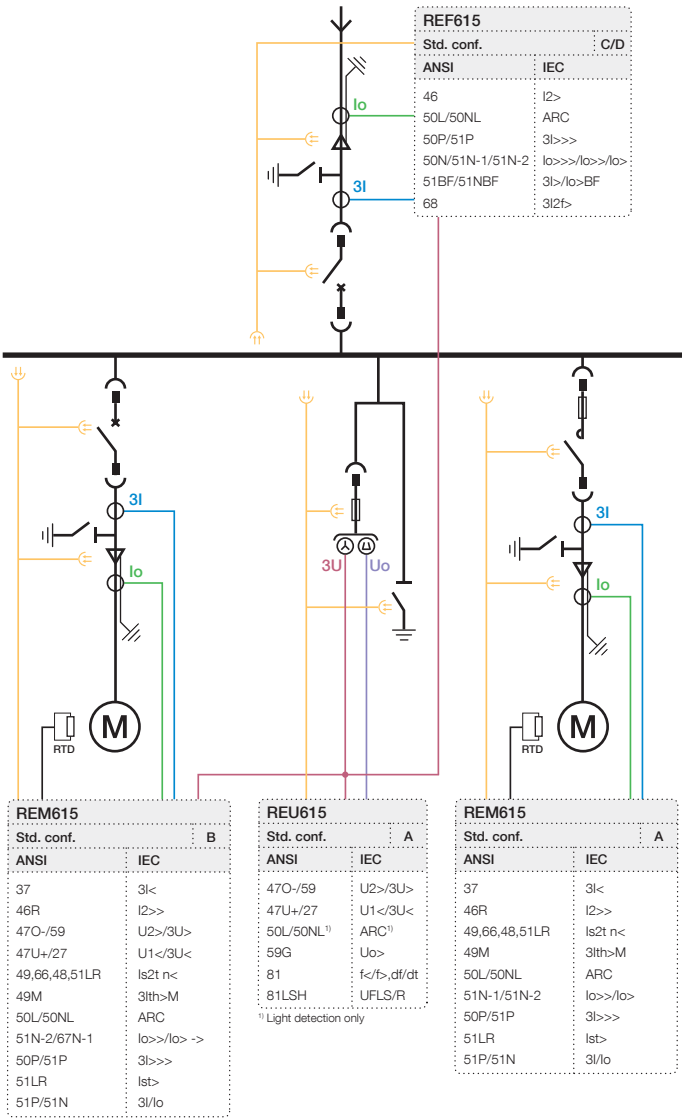 REF615
Std. conf. C/D
ANSI IEC
46 I2>
50L/50NL ARC
50P/51P 3I>>>
50N/51N-1/51N-2 Io>>>/Io>>/Io>
51BF/51NBF 3I>/Io>BF
68 3I2f>
Io
3I
3I
Io
3U
Uo
3I
Io
M
RTD
M
RTD
REM615
Std. conf. B
ANSI IEC
37 3I<
46R I2>>
47O-/59 U2>/3U>
47U+/27 U1</3U<
49,66,48,51LR Is2t n<
49M 3Ith>M
50L/50NL ARC
51N-2/67N-1 Io>>/Io> ->
50P/51P 3I>>>
51LR Ist>
51P/51N 3I/Io
REU615
Std. conf. A
ANSI IEC
47O-/59 U2>/3U>
47U+/27 U1</3U<
50L/50NL1) ARC1)
59G Uo>
81 f</f>,df/dt
81LSH UFLS/R
1) Light detection only
REM615
Std. conf. A
ANSI IEC
37 3I<
46R I2>>
49,66,48,51LR Is2t n<
49M 3Ith>M
50L/50NL ARC
51N-1/51N-2 Io>>/Io>
50P/51P 3I>>>
51LR Ist>
51P/51N 3I/Io